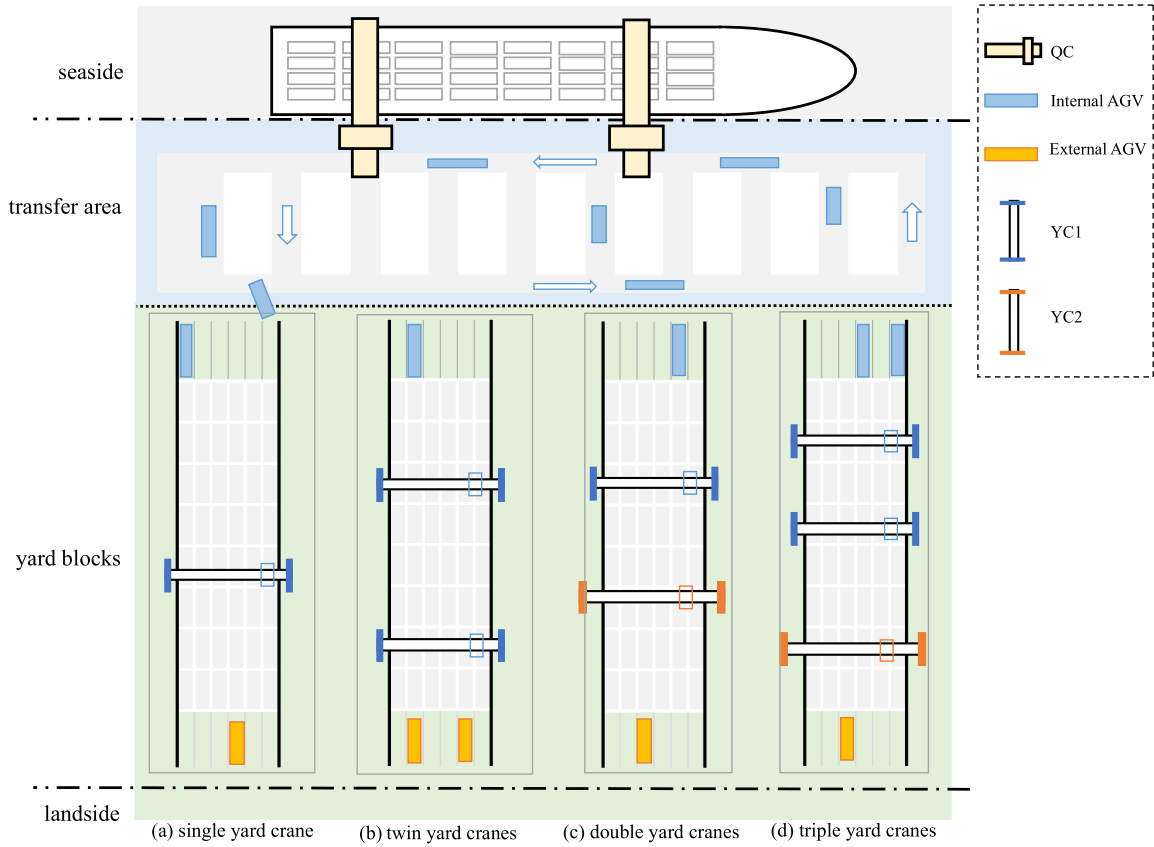 seaside
transfer area
yard blocks
landside
(a) single yard crane
(b) twin yard cranes
(c) double yard cranes
(d) triple yard cranes
QC
Internal AGV
External AGV
YC1
YC2